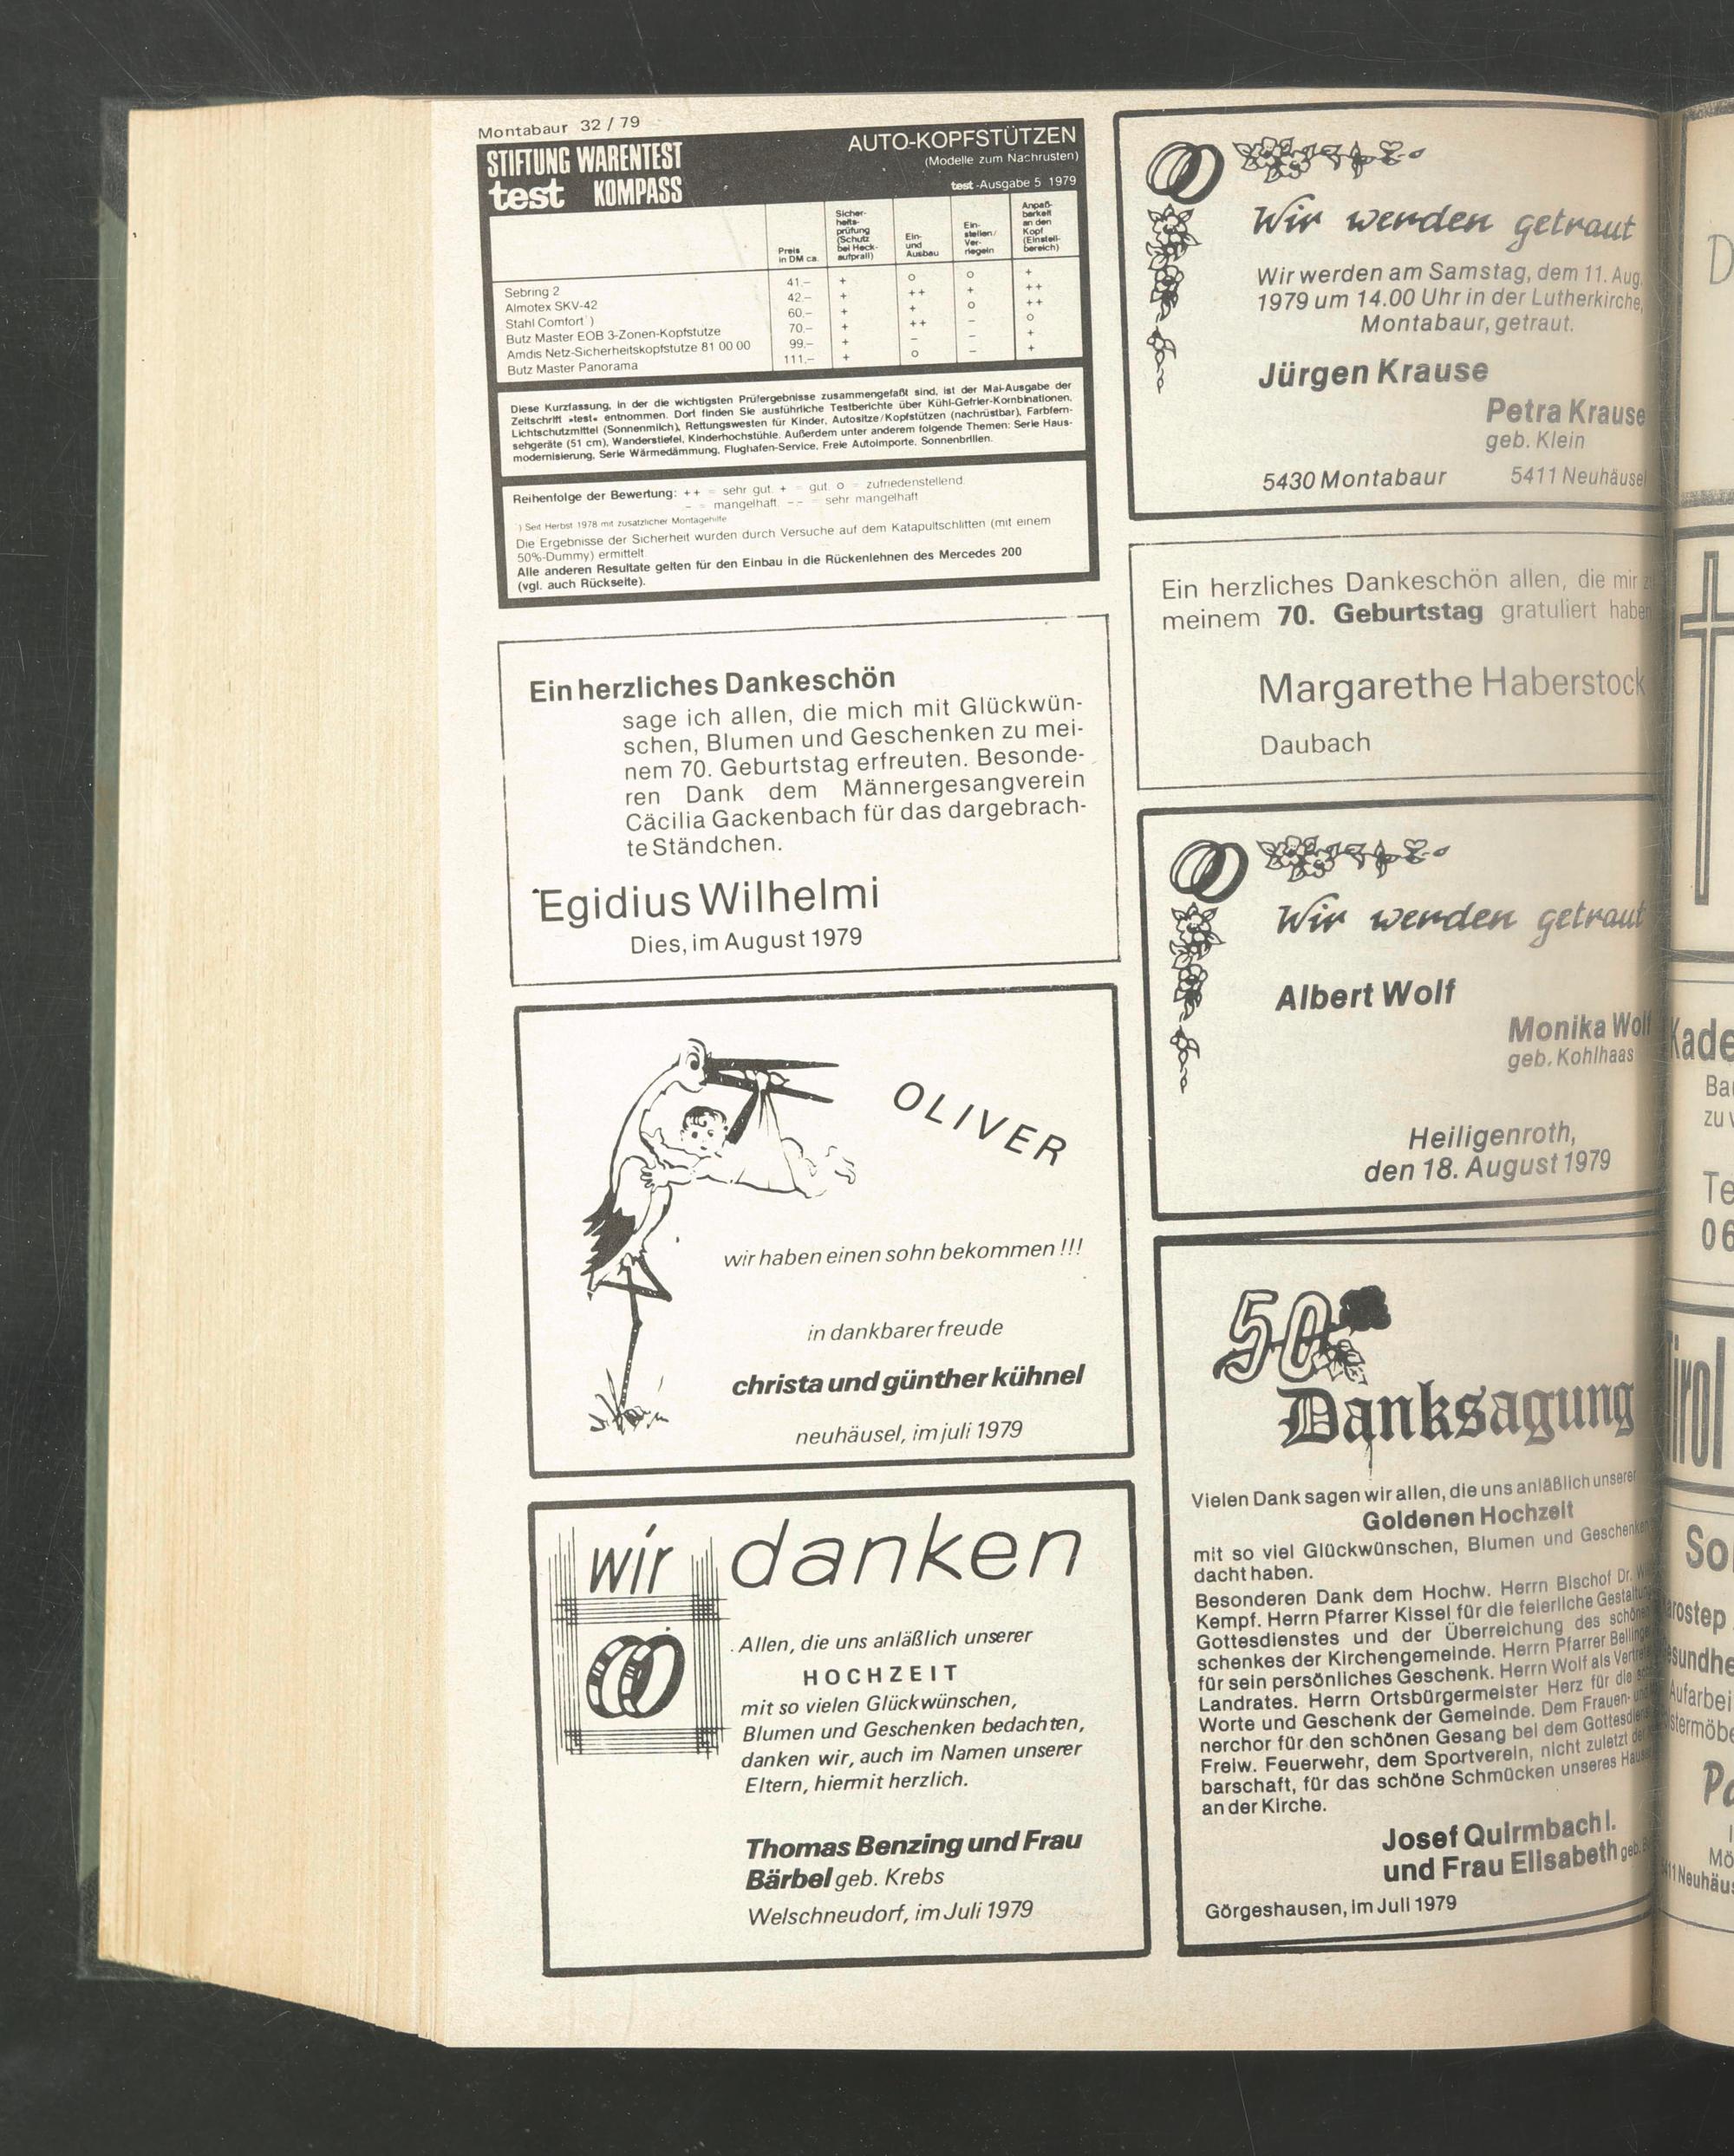 Montabaur 32 / 79
STIFTUNG WARENTEST
test KOMPASS
AUTO-KOPFSTÜTZEN
(Modelle zum Nachrusten)
test-Ausgabe 5 1979
Preis in DM ca.
Sicher-heits-prüfung (Schutz bei Heck-aufprall)
Ein- und Ausbau
Ein-stellen/ Ver-riegeln
Anpaß-barkeit an den Kopf (Einstell-bereich)
Sebring 2 41,– + o o +
Almotex SKV-42 42,– + ++ + ++
Stahl Comfort¹) 60,– + + o ++
Butz Master EOB 3-Zonen-Kopfstutze 70,– + ++ – o
Amdis Netz-Sicherheitskopfstutze 81 00 00 99,– + – – +
Butz Master Panorama 111,– + o – +
Diese Kurzfassung, in der die wichtigsten Prüfergebnisse zusammengefaßt sind, ist der Mai-Ausgabe der
Zeitschrift »test« entnommen. Dort finden Sie ausführliche Testberichte über Kühl-Gefrier-Kombinationen,
Lichtschutzmittel (Sonnenmilch), Rettungswesten für Kinder, Autositze/Kopfstützen (nachrüstbar), Farbfern-
sehgeräte (51 cm), Wanderstiefel, Kinderhochstühle. Außerdem unter anderem folgende Themen: Serie Haus-
modernisierung, Serie Wärmedämmung, Flughafen-Service, Freie Autoimporte, Sonnenbrillen.
Reihenfolge der Bewertung: ++ = sehr gut, + = gut, o = zufriedenstellend,
– = mangelhaft, –– = sehr mangelhaft
¹) Seit Herbst 1978 mit zusatzlicher Montagehilfe
Die Ergebnisse der Sicherheit wurden durch Versuche auf dem Katapultschlitten (mit einem
50%-Dummy) ermittelt
Alle anderen Resultate gelten für den Einbau in die Rückenlehnen des Mercedes 200
(vgl. auch Rückseite).
Ein herzliches Dankeschön
sage ich allen, die mich mit Glückwün-
schen, Blumen und Geschenken zu mei-
nem 70. Geburtstag erfreuten. Besonde-
ren Dank dem Männergesangverein
Cäcilia Gackenbach für das dargebrach-
te Ständchen.
Egidius Wilhelmi
Dies, im August 1979
OLIVER
wir haben einen sohn bekommen !!!
in dankbarer freude
christa und günther kühnel
neuhäusel, im juli 1979
wir danken
Allen, die uns anläßlich unserer
HOCHZEIT
mit so vielen Glückwünschen,
Blumen und Geschenken bedachten,
danken wir, auch im Namen unserer
Eltern, hiermit herzlich.
Thomas Benzing und Frau
Bärbel geb. Krebs
Welschneudorf, im Juli 1979
Wir werden getraut
Wir werden am Samstag, dem 11. Aug.
1979 um 14.00 Uhr in der Lutherkirche,
Montabaur, getraut.
Jürgen Krause
Petra Krause
geb. Klein
5430 Montabaur 5411 Neuhäusel
Ein herzliches Dankeschön allen, die mir
meinem 70. Geburtstag gratuliert haben
Margarethe Haberstock
Daubach
Wir werden getraut
Albert Wolf
Monika Wolf
geb. Kohlhaas
Heiligenroth,
den 18. August 1979
50
Danksagung
Vielen Dank sagen wir allen, die uns anläßlich unserer
Goldenen Hochzeit
mit so viel Glückwünschen, Blumen und Geschenken
dacht haben.
Besonderen Dank dem Hochw. Herrn Bischof Dr.
Kempf. Herrn Pfarrer Kissel für die feierliche Gestaltung
Gottesdienstes und der Überreichung des schönen
schenkes der Kirchengemeinde. Herrn Pfarrer Bellinger
für sein persönliches Geschenk. Herrn Wolf als Vertreter
Landrates. Herrn Ortsbürgermeister Herz für die
Worte und Geschenk der Gemeinde. Dem Frauen- und
nerchor für den schönen Gesang bei dem Gottesdienst
Freiw. Feuerwehr, dem Sportverein, nicht zuletzt der
barschaft, für das schöne Schmücken unseres Hauses
an der Kirche.
Josef Quirmbach I.
und Frau Elisabeth geb.
Görgeshausen, im Juli 1979